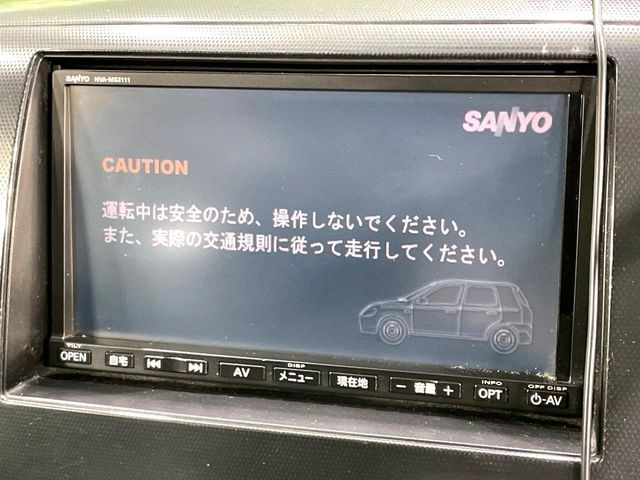 SANYO NVA-MS3111
SANYO
CAUTION
運転中は安全のため、操作しないでください。
また、実際の交通規則に従って走行してください。
TILT DISP INFO OFF DISP
OPEN 自宅 AV メニュー 現在地 － 音量 ＋ OPT ⏻-AV